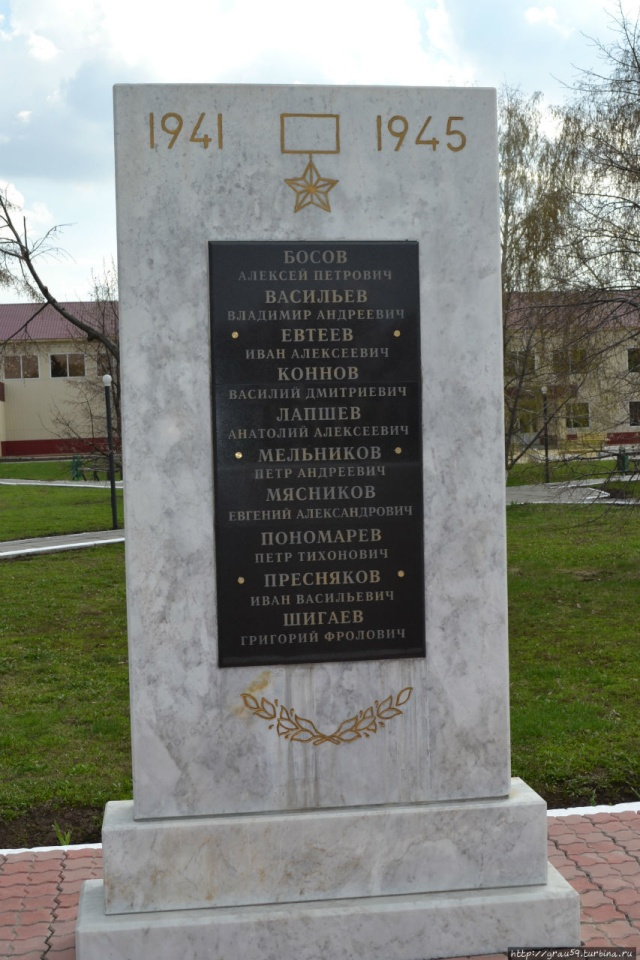 1941 1945
БОСОВ
АЛЕКСЕЙ ПЕТРОВИЧ
ВАСИЛЬЕВ
ВЛАДИМИР АНДРЕЕВИЧ
ЕВТЕЕВ
ИВАН АЛЕКСЕЕВИЧ
КОННОВ
ВАСИЛИЙ ДМИТРИЕВИЧ
ЛАПШЕВ
АНАТОЛИЙ АЛЕКСЕЕВИЧ
МЕЛЬНИКОВ
ПЕТР АНДРЕЕВИЧ
МЯСНИКОВ
ЕВГЕНИЙ АЛЕКСАНДРОВИЧ
ПОНОМАРЕВ
ПЕТР ТИХОНОВИЧ
ПРЕСНЯКОВ
ИВАН ВАСИЛЬЕВИЧ
ШИГАЕВ
ГРИГОРИЙ ФРОЛОВИЧ
http://grau59.turbina.ru